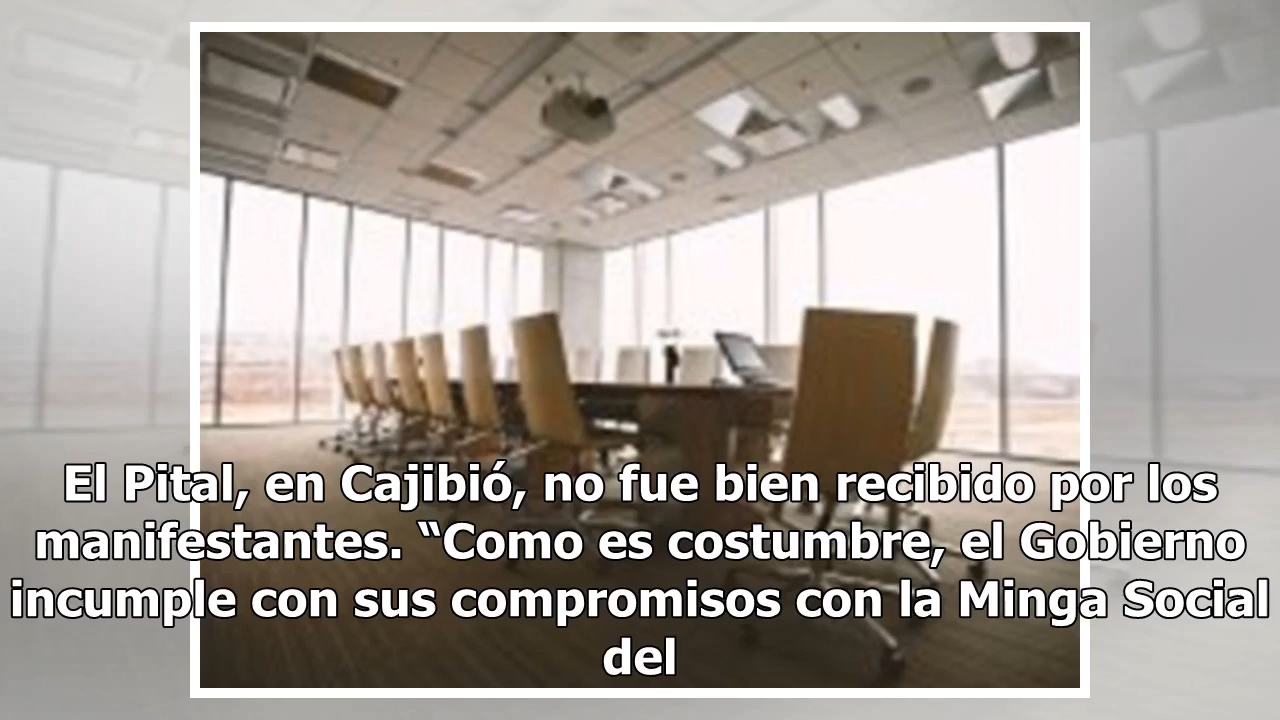 El Pital, en Cajibió, no fue bien recibido por los
manifestantes. “Como es costumbre, el Gobierno
incumple con sus compromisos con la Minga Social
del